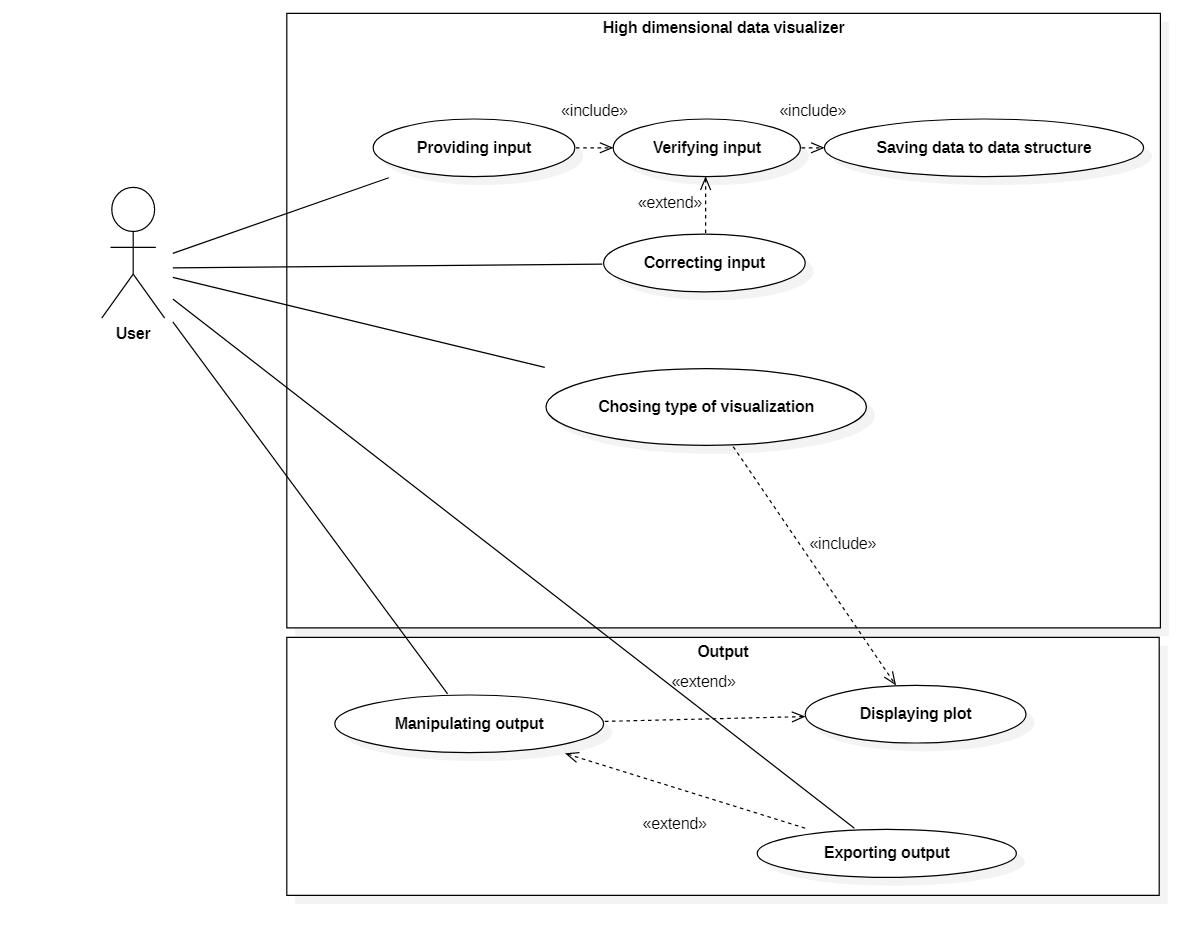 High dimensional data visualizer
«include»
«include»
Providing input
Verifying input
Saving data to data structure
«extend»
Correcting input
User
Chosing type of visualization
«include»
Output
«extend»
Manipulating output
Displaying plot
«extend»
Exporting output